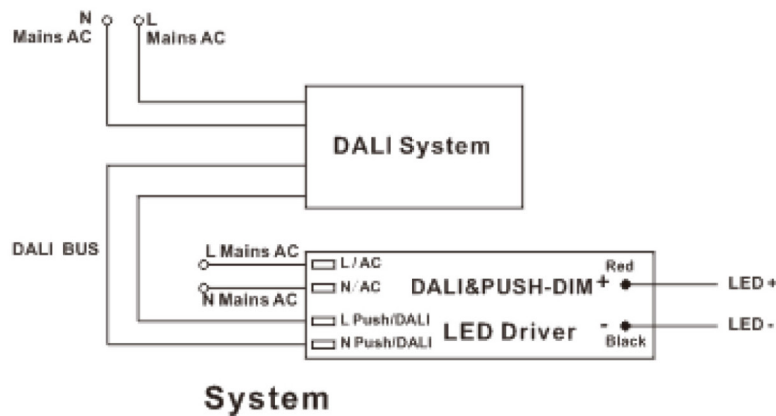 N
L
Mains AC
Mains AC
DALI System
DALI BUS
L Mains AC
N Mains AC
L/AC
N/AC
L Push/DALI
N Push/DALI
DALI&PUSH-DIM
LED Driver
+
Red
-
Black
LED+
LED-
System